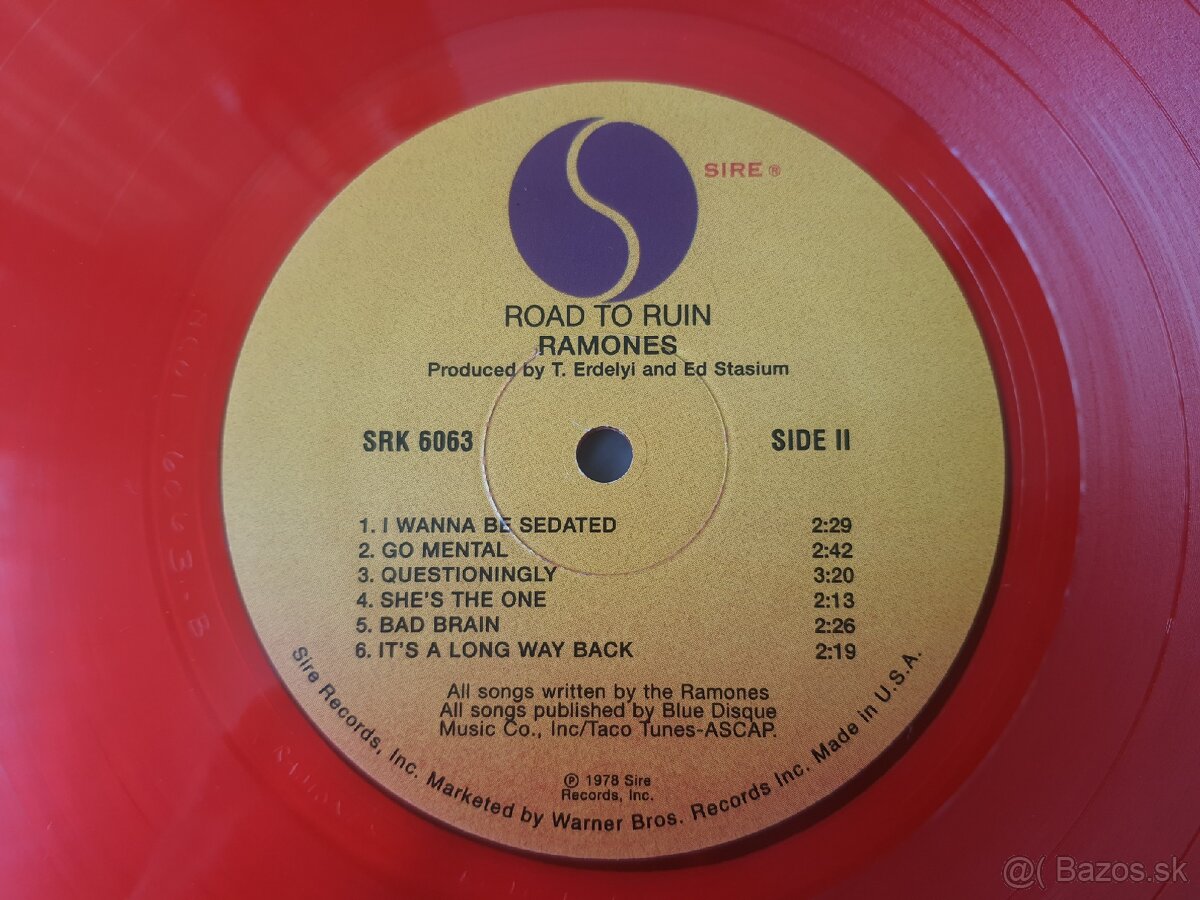 SIRE ®
ROAD TO RUIN
RAMONES
Produced by T. Erdelyi and Ed Stasium
SRK 6063
SIDE II
1. I WANNA BE SEDATED 2:29
2. GO MENTAL 2:42
3. QUESTIONINGLY 3:20
4. SHE'S THE ONE 2:13
5. BAD BRAIN 2:26
6. IT'S A LONG WAY BACK 2:19
All songs written by the Ramones
All songs published by Blue Disque
Music Co., Inc/Taco Tunes-ASCAP.
℗ 1978 Sire
Records, Inc.
Sire Records, Inc. Marketed by Warner Bros. Records Inc. Made in U.S.A.
6063-B
@( Bazos.sk